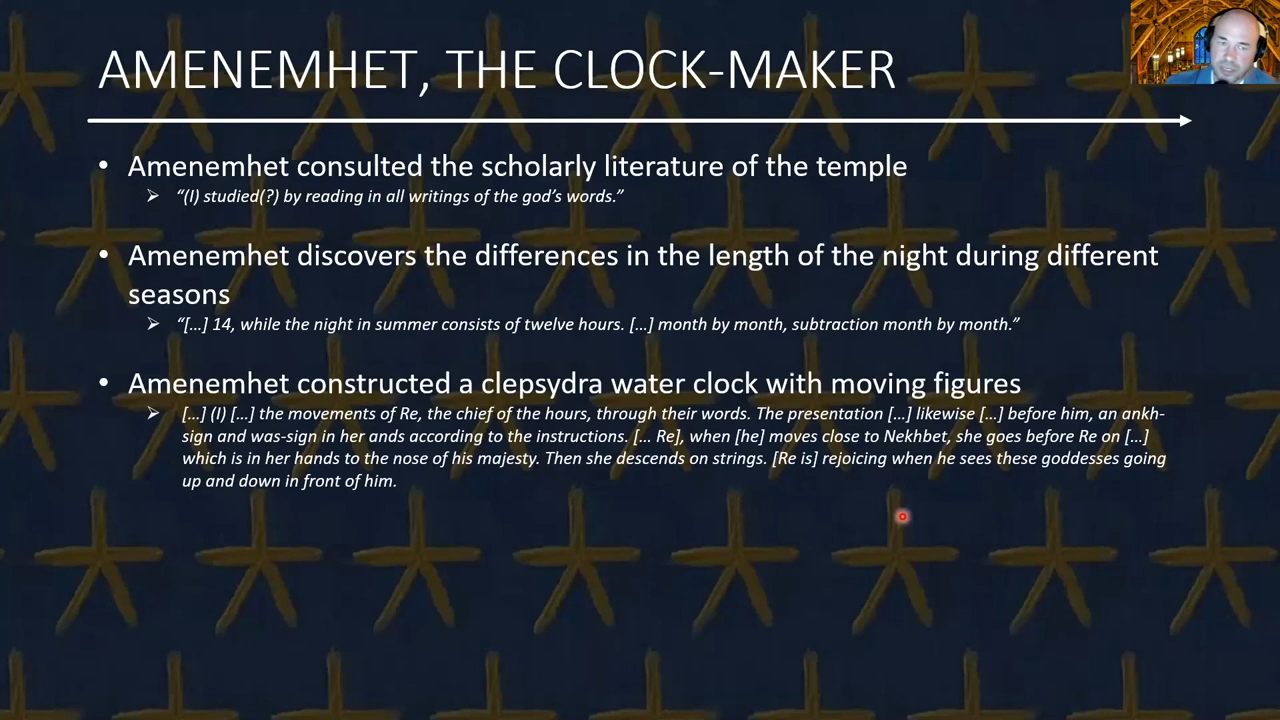 AMENEMHET, THE CLOCK-MAKER
• Amenemhet consulted the scholarly literature of the temple
➢ “(I) studied(?) by reading in all writings of the god’s words.”
• Amenemhet discovers the differences in the length of the night during different
seasons
➢ “[…] 14, while the night in summer consists of twelve hours. […] month by month, subtraction month by month.”
• Amenemhet constructed a clepsydra water clock with moving figures
➢ […] (I) […] the movements of Re, the chief of the hours, through their words. The presentation […] likewise […] before him, an ankh-
sign and was-sign in her ands according to the instructions. [… Re], when [he] moves close to Nekhbet, she goes before Re on […]
which is in her hands to the nose of his majesty. Then she descends on strings. [Re is] rejoicing when he sees these goddesses going
up and down in front of him.